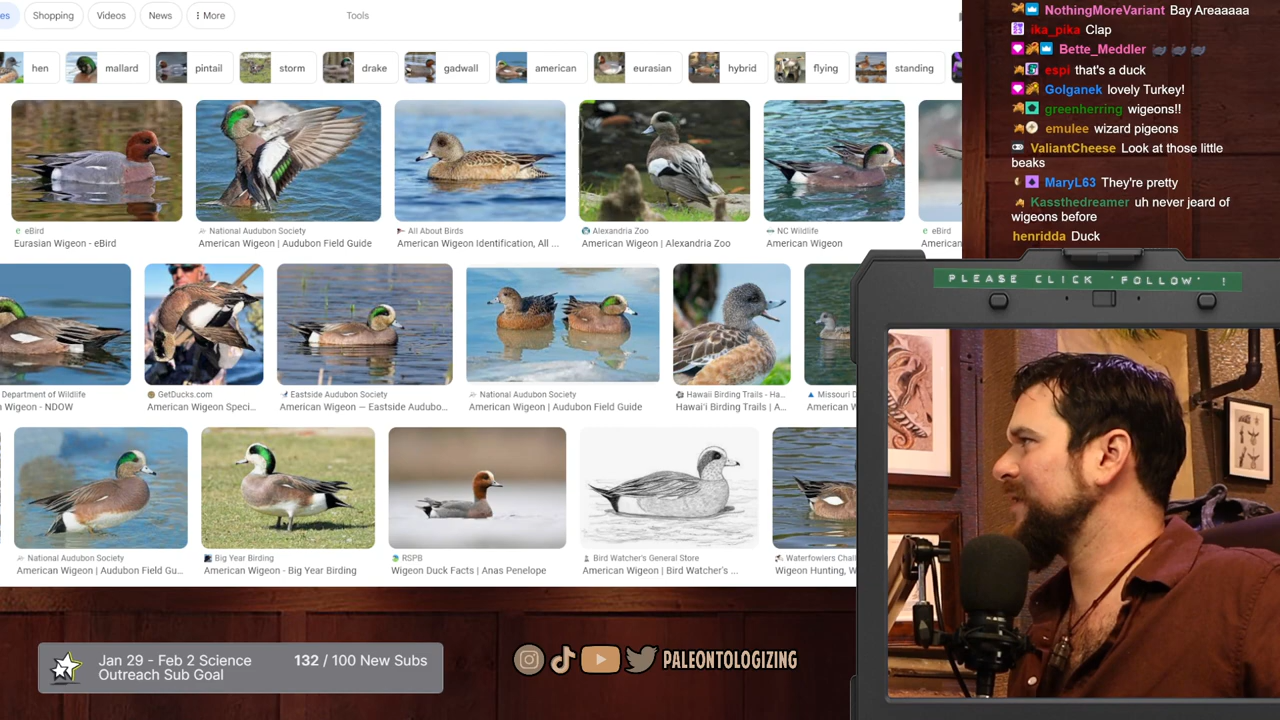 es Shopping Videos News More Tools
hen mallard pintail storm drake gadwall american eurasian hybrid flying standing
eBird
Eurasian Wigeon - eBird
National Audubon Society
American Wigeon | Audubon Field Guide
All About Birds
American Wigeon Identification, All ...
Alexandria Zoo
American Wigeon | Alexandria Zoo
NC Wildlife
American Wigeon
eBird
American
Department of Wildlife
n Wigeon - NDOW
GetDucks.com
American Wigeon Speci...
Eastside Audubon Society
American Wigeon — Eastside Audubo...
National Audubon Society
American Wigeon | Audubon Field Guide
Hawaii Birding Trails - Ha...
Hawai'i Birding Trails | A...
Missouri D
American W
National Audubon Society
American Wigeon | Audubon Field Gu...
Big Year Birding
American Wigeon - Big Year Birding
RSPB
Wigeon Duck Facts | Anas Penelope
Bird Watcher's General Store
American Wigeon | Bird Watcher's ...
Waterfowlers Chall
Wigeon Hunting, W
NothingMoreVariant Bay Areaaaaa
ika_pika Clap
Bette_Meddler
espi that's a duck
Golganek lovely Turkey!
greenherring wigeons!!
emulee wizard pigeons
ValiantCheese Look at those little
beaks
MaryL63 They're pretty
Kassthedreamer uh never jeard of
wigeons before
henridda Duck
PLEASE CLICK "FOLLOW" !
Jan 29 - Feb 2 Science
Outreach Sub Goal
132 / 100 New Subs
PALEONTOLOGIZING